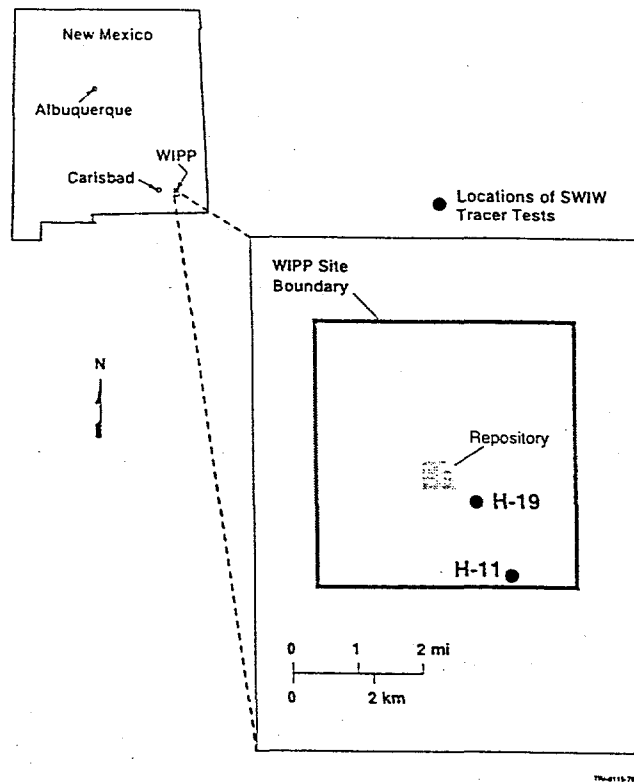 New Mexico
Albuquerque
WIPP
Carlsbad
Locations of SWIW
Tracer Tests
WIPP Site
Boundary
N
Repository
H-19
H-11
0 1 2 mi
0 2 km